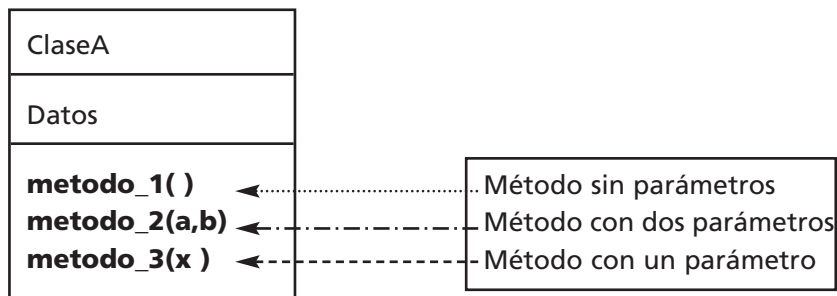 ClaseA
Datos
metodo_1( )
metodo_2(a,b)
metodo_3(x )
Método sin parámetros
Método con dos parámetros
Método con un parámetro